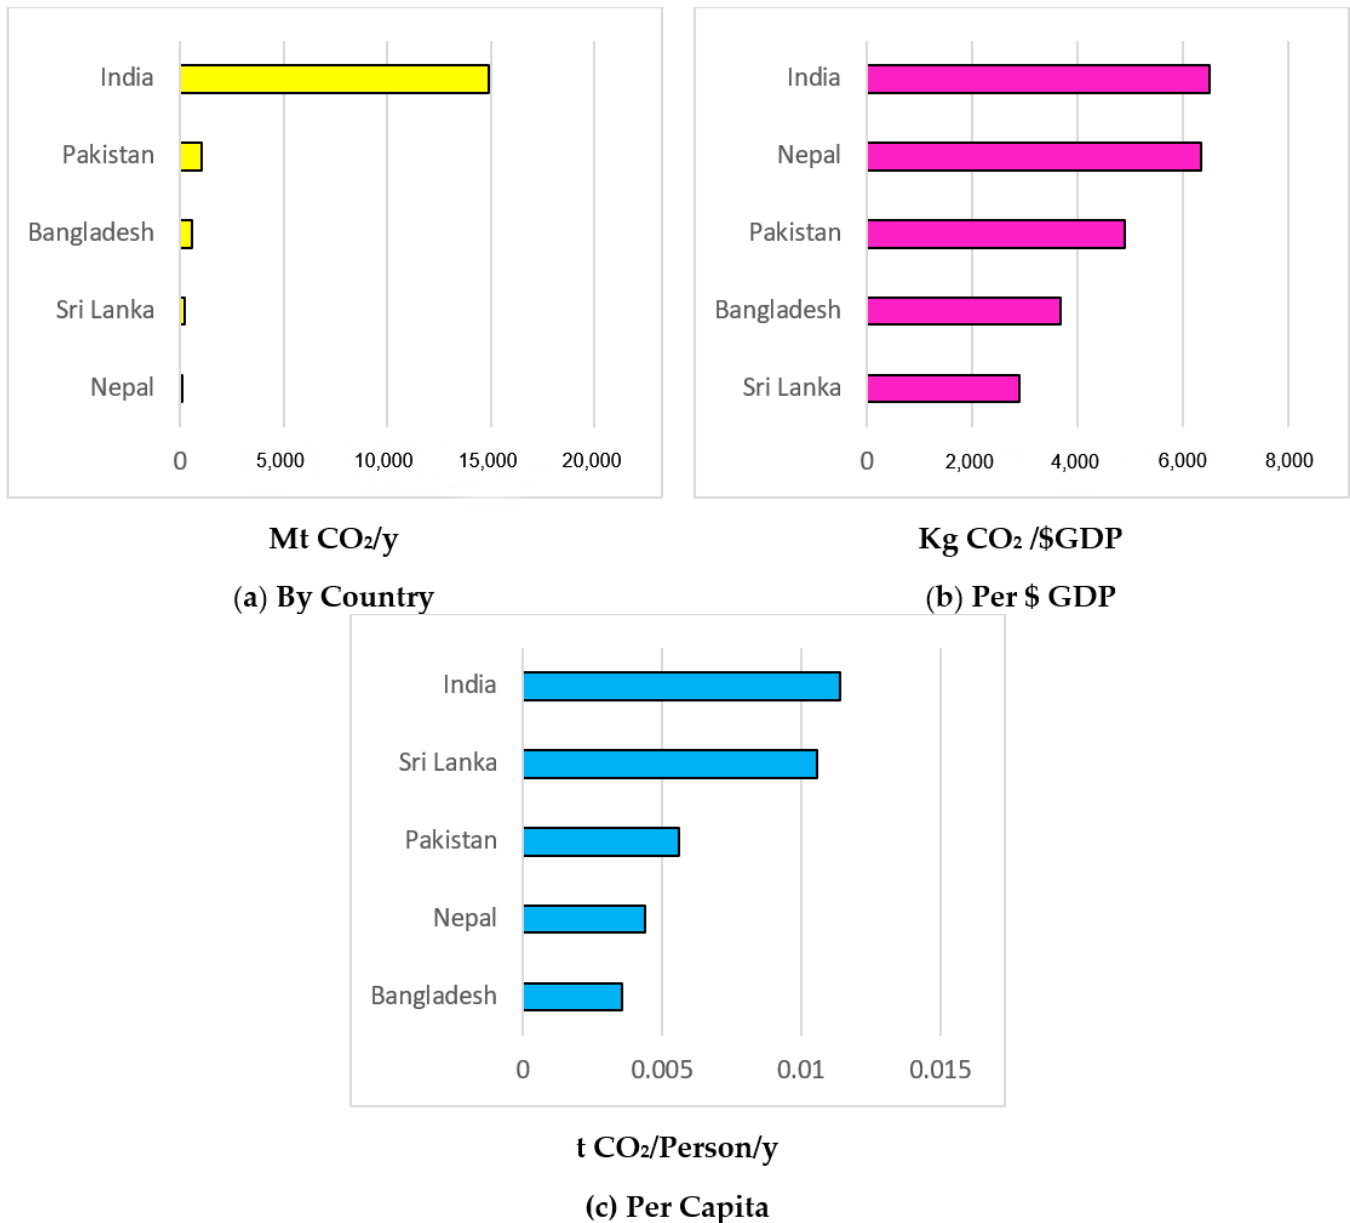 India
Pakistan
Bangladesh
Sri Lanka
Nepal
0 5,000 10,000 15,000 20,000
Mt CO₂/y
(a) By Country
India
Nepal
Pakistan
Bangladesh
Sri Lanka
0 2,000 4,000 6,000 8,000
Kg CO₂ /$GDP
(b) Per $ GDP
India
Sri Lanka
Pakistan
Nepal
Bangladesh
0 0.005 0.01 0.015
t CO₂/Person/y
(c) Per Capita